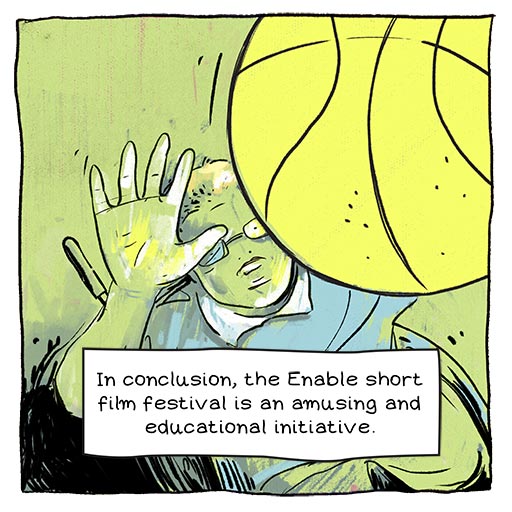 In conclusion, the Enable short
film festival is an amusing and
educational initiative.